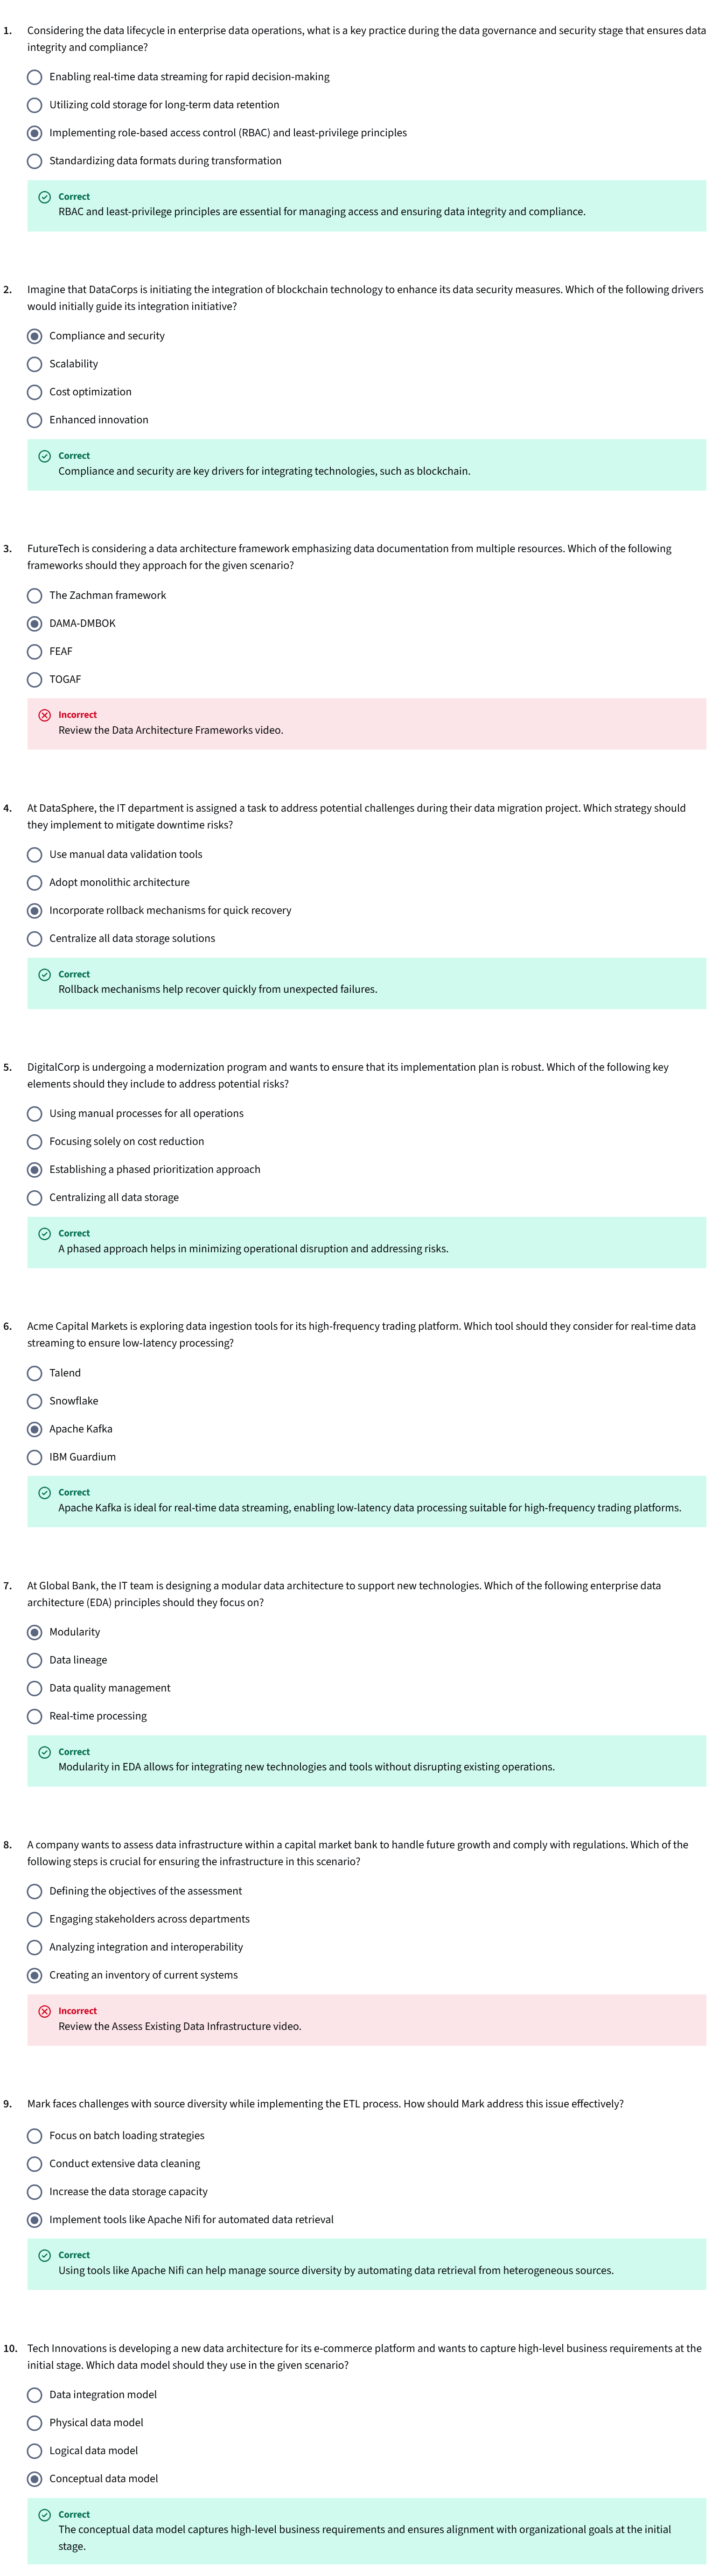 1. Considering the data lifecycle in enterprise data operations, what is a key practice during the data governance and security stage that ensures data
integrity and compliance?
Enabling real-time data streaming for rapid decision-making
Utilizing cold storage for long-term data retention
Implementing role-based access control (RBAC) and least-privilege principles
Standardizing data formats during transformation
Correct
RBAC and least-privilege principles are essential for managing access and ensuring data integrity and compliance.
2. Imagine that DataCorps is initiating the integration of blockchain technology to enhance its data security measures. Which of the following drivers
would initially guide its integration initiative?
Compliance and security
Scalability
Cost optimization
Enhanced innovation
Correct
Compliance and security are key drivers for integrating technologies, such as blockchain.
3. FutureTech is considering a data architecture framework emphasizing data documentation from multiple resources. Which of the following
frameworks should they approach for the given scenario?
The Zachman framework
DAMA-DMBOK
FEAF
TOGAF
Incorrect
Review the Data Architecture Frameworks video.
4. At DataSphere, the IT department is assigned a task to address potential challenges during their data migration project. Which strategy should
they implement to mitigate downtime risks?
Use manual data validation tools
Adopt monolithic architecture
Incorporate rollback mechanisms for quick recovery
Centralize all data storage solutions
Correct
Rollback mechanisms help recover quickly from unexpected failures.
5. DigitalCorp is undergoing a modernization program and wants to ensure that its implementation plan is robust. Which of the following key
elements should they include to address potential risks?
Using manual processes for all operations
Focusing solely on cost reduction
Establishing a phased prioritization approach
Centralizing all data storage
Correct
A phased approach helps in minimizing operational disruption and addressing risks.
6. Acme Capital Markets is exploring data ingestion tools for its high-frequency trading platform. Which tool should they consider for real-time data
streaming to ensure low-latency processing?
Talend
Snowflake
Apache Kafka
IBM Guardium
Correct
Apache Kafka is ideal for real-time data streaming, enabling low-latency data processing suitable for high-frequency trading platforms.
7. At Global Bank, the IT team is designing a modular data architecture to support new technologies. Which of the following enterprise data
architecture (EDA) principles should they focus on?
Modularity
Data lineage
Data quality management
Real-time processing
Correct
Modularity in EDA allows for integrating new technologies and tools without disrupting existing operations.
8. A company wants to assess data infrastructure within a capital market bank to handle future growth and comply with regulations. Which of the
following steps is crucial for ensuring the infrastructure in this scenario?
Defining the objectives of the assessment
Engaging stakeholders across departments
Analyzing integration and interoperability
Creating an inventory of current systems
Incorrect
Review the Assess Existing Data Infrastructure video.
9. Mark faces challenges with source diversity while implementing the ETL process. How should Mark address this issue effectively?
Focus on batch loading strategies
Conduct extensive data cleaning
Increase the data storage capacity
Implement tools like Apache Nifi for automated data retrieval
Correct
Using tools like Apache Nifi can help manage source diversity by automating data retrieval from heterogeneous sources.
10. Tech Innovations is developing a new data architecture for its e-commerce platform and wants to capture high-level business requirements at the
initial stage. Which data model should they use in the given scenario?
Data integration model
Physical data model
Logical data model
Conceptual data model
Correct
The conceptual data model captures high-level business requirements and ensures alignment with organizational goals at the initial
stage.